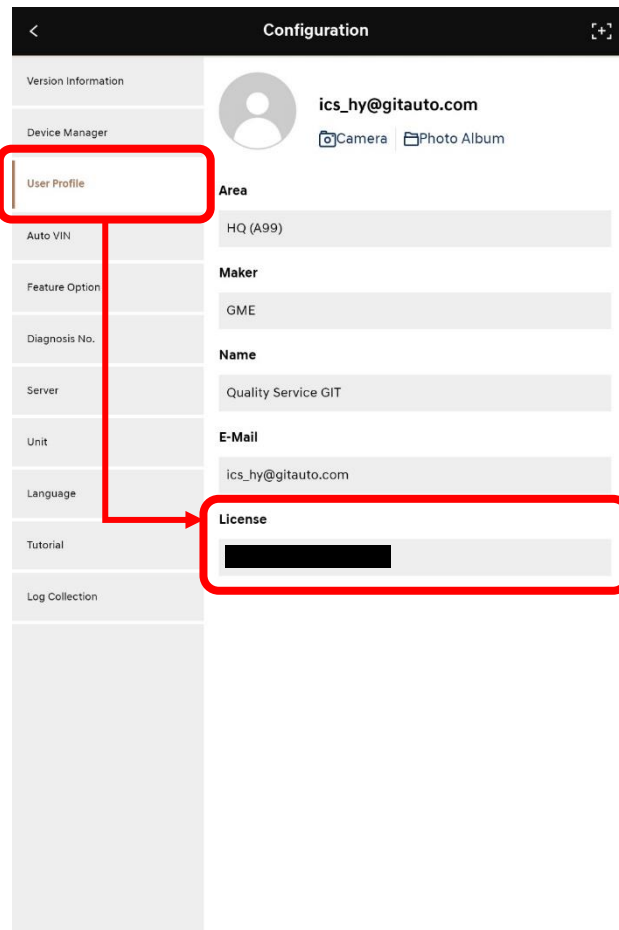 Configuration
Version Information
Device Manager
User Profile
Auto VIN
Feature Option
Diagnosis No.
Server
Unit
Language
Tutorial
Log Collection
ics_hy@gitauto.com
Camera
Photo Album
Area
HQ (A99)
Maker
GME
Name
Quality Service GIT
E-Mail
ics_hy@gitauto.com
License